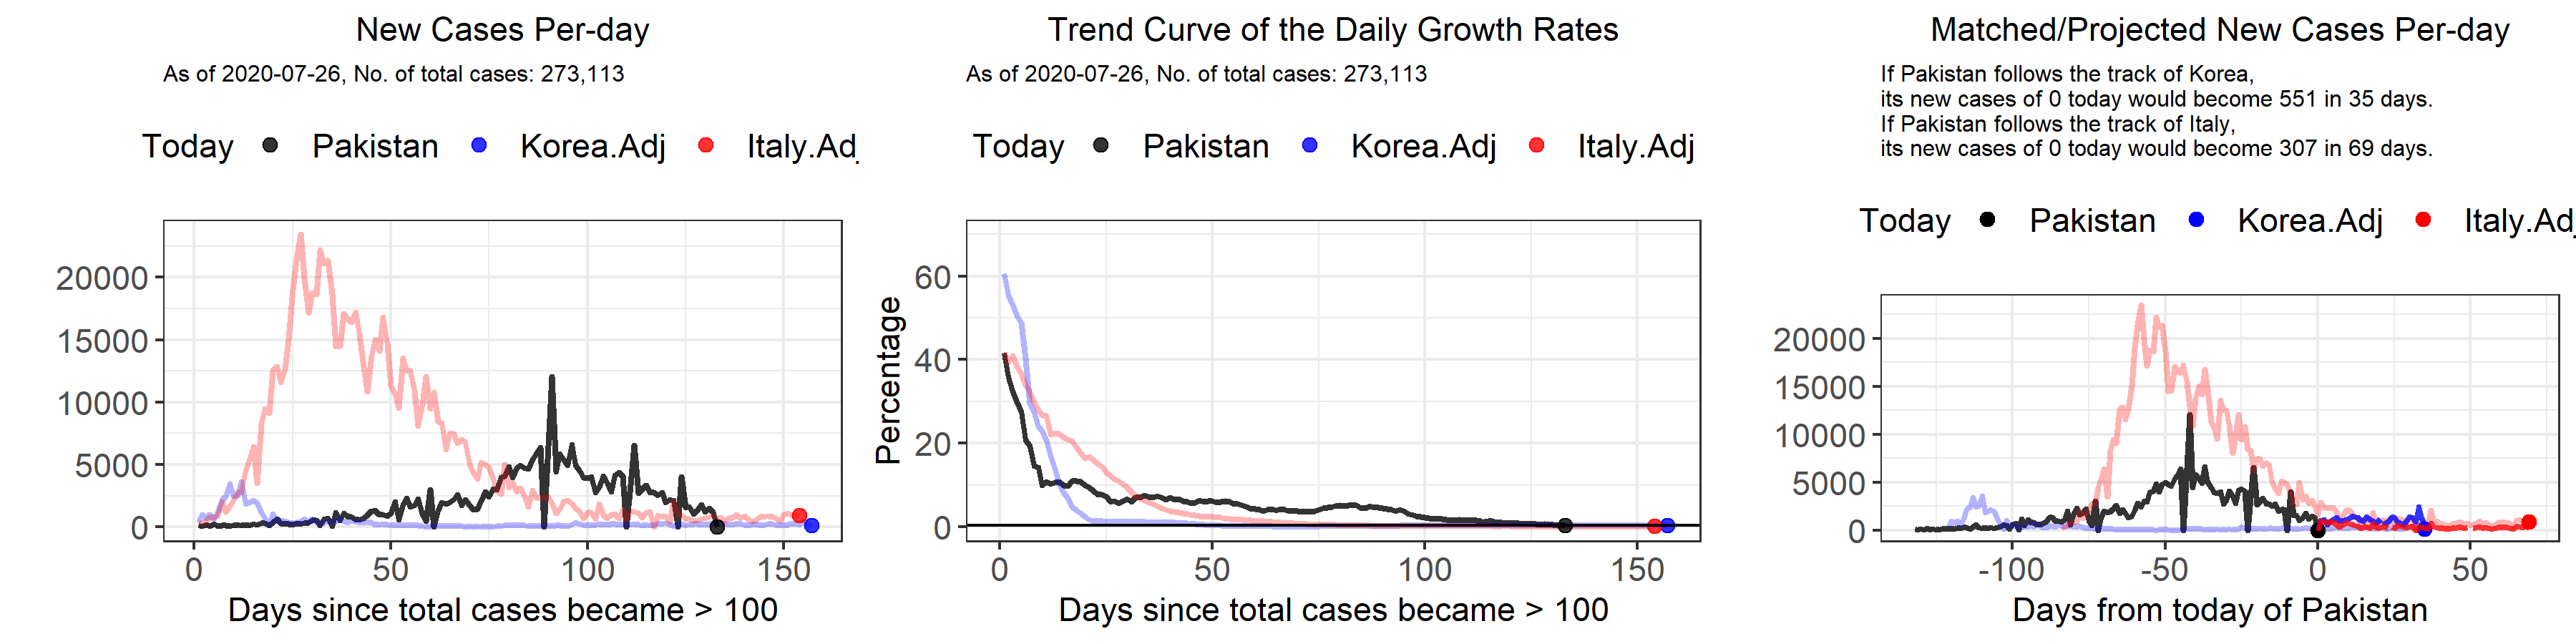 New Cases Per-day
As of 2020-07-26, No. of total cases: 273,113
Today Pakistan Korea.Adj Italy.Ad
20000
15000
10000
5000
0
0 50 100 150
Days since total cases became > 100
Trend Curve of the Daily Growth Rates
As of 2020-07-26, No. of total cases: 273,113
Today Pakistan Korea.Adj Italy.Adj
Percentage
60
40
20
0
0 50 100 150
Days since total cases became > 100
Matched/Projected New Cases Per-day
If Pakistan follows the track of Korea,
its new cases of 0 today would become 551 in 35 days.
If Pakistan follows the track of Italy,
its new cases of 0 today would become 307 in 69 days.
Today Pakistan Korea.Adj Italy.Adj
20000
15000
10000
5000
0
-100 -50 0 50
Days from today of Pakistan